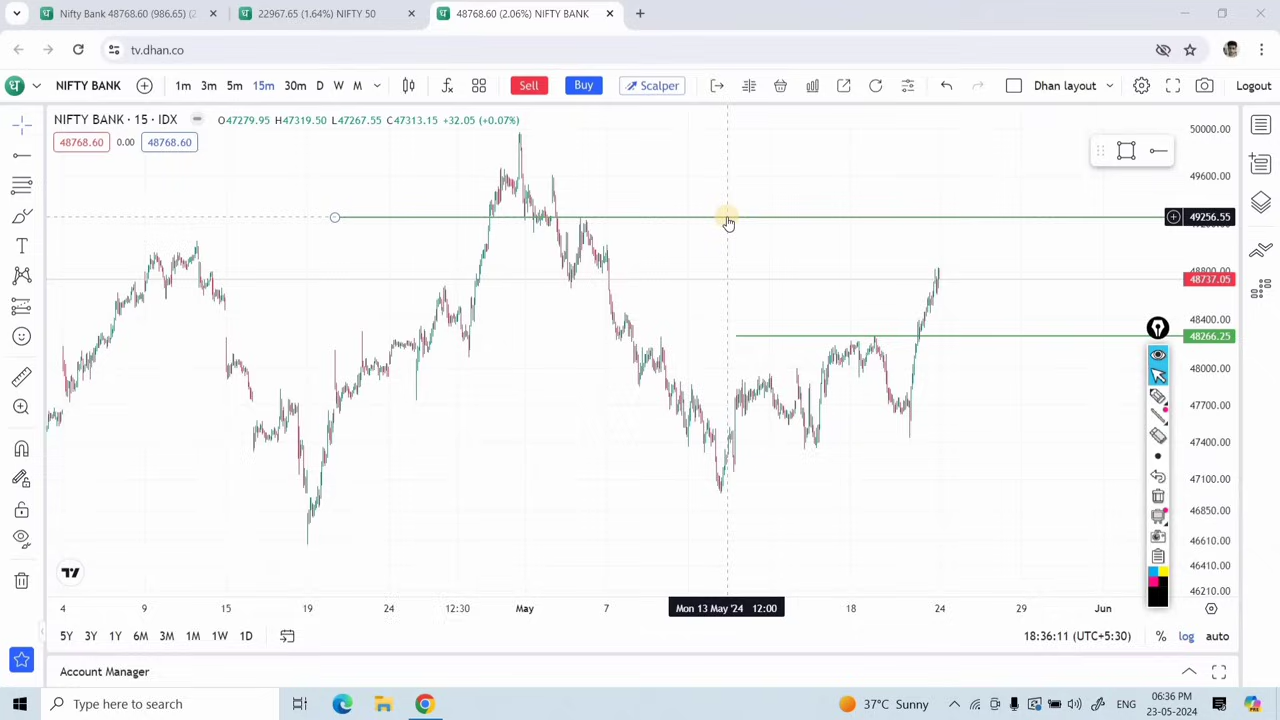 Nifty Bank 48768.60 (986.65) (2
22967.65 (1.64%) NIFTY 50
48768.60 (2.06%) NIFTY BANK
tv.dhan.co
NIFTY BANK
1m 3m 5m 15m 30m D W M
Sell
Buy
Scalper
Dhan layout
Logout
NIFTY BANK · 15 · IDX
O47279.95 H47319.50 L47267.55 C47313.15 +32.05 (+0.07%)
48768.60 0.00 48768.60
50000.00
49600.00
49256.55
48800.00
48737.05
48400.00
48266.25
48000.00
47700.00
47400.00
47100.00
46850.00
46610.00
46410.00
46210.00
4 9 15 19 24 12:30 May 7 Mon 13 May '24 12:00 18 24 29 Jun
5Y 3Y 1Y 6M 3M 1M 1W 1D
18:36:11 (UTC+5:30) % log auto
Account Manager
Type here to search
37°C Sunny
ENG
06:36 PM
23-05-2024